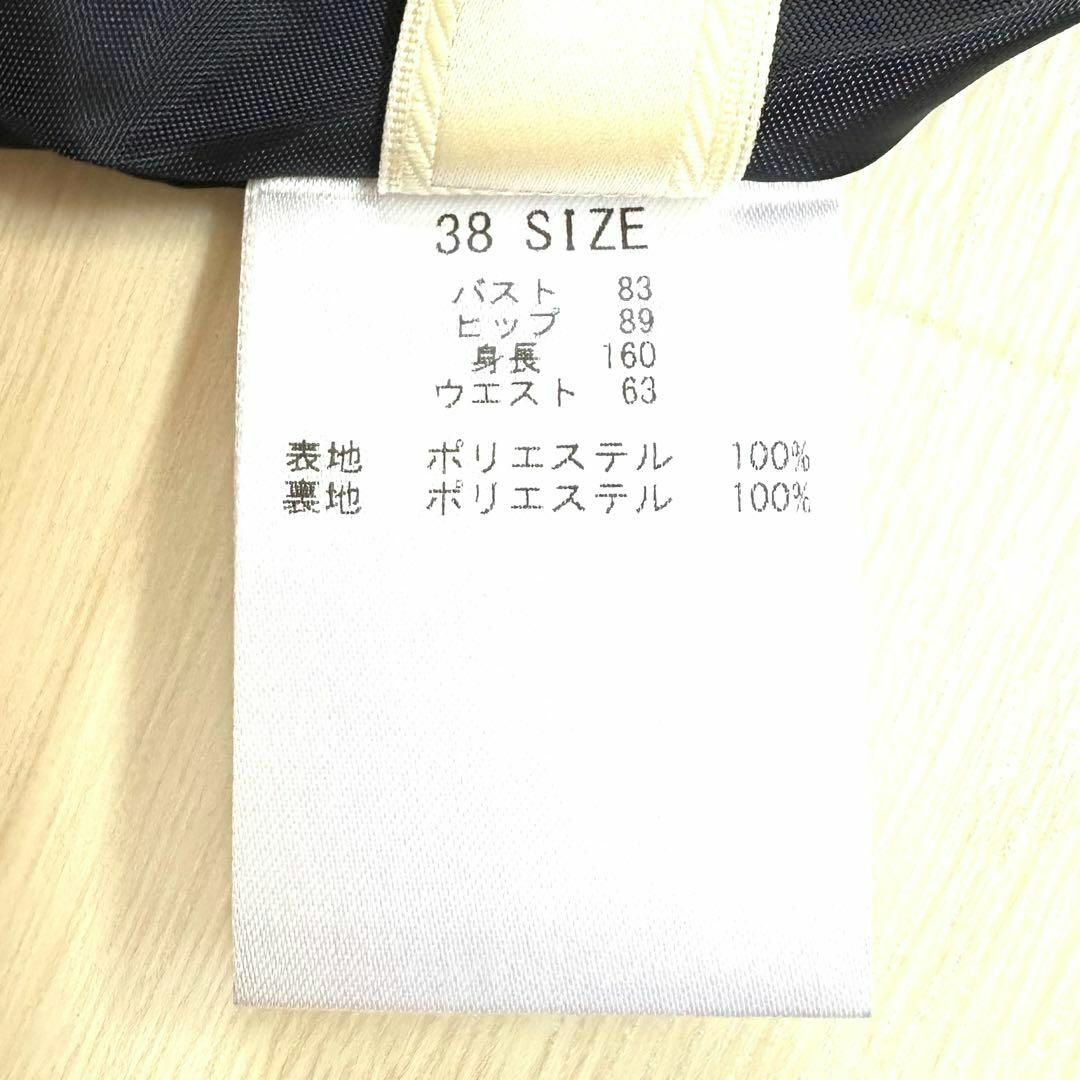 38 SIZE
バスト 83
ヒップ 89
身長 160
ウエスト 63
表地 ポリエステル 100%
裏地 ポリエステル 100%